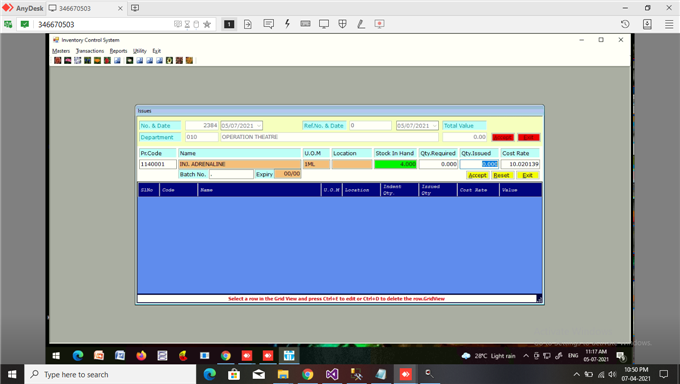 AnyDesk 346670503
346670503
Inventory Control System
Masters Transactions Reports Utility Exit
Issues
No. & Date 2384 05/07/2021 Ref.No. & Date 0 05/07/2021 Total Value
Department 010 OPERATION THEATRE 0.00 Accept Exit
Pr.Code Name U.O.M Location Stock In Hand Qty.Required Qty.Issued Cost Rate
1140001 INJ. ADRENALINE 1ML 4.000 0.000 0.000 10.020139
Batch No. . Expiry 00/00 Accept Reset Exit
SlNo Code Name U.O.M Location Indent Qty. Issued Qty Cost Rate Value
Select a row in the Grid View and press Ctrl+E to edit or Ctrl+D to delete the row.GridView
Windows.
28°C Light rain ENG 11:17 AM
05-07-2021
Type here to search
10:50 PM
07-04-2021